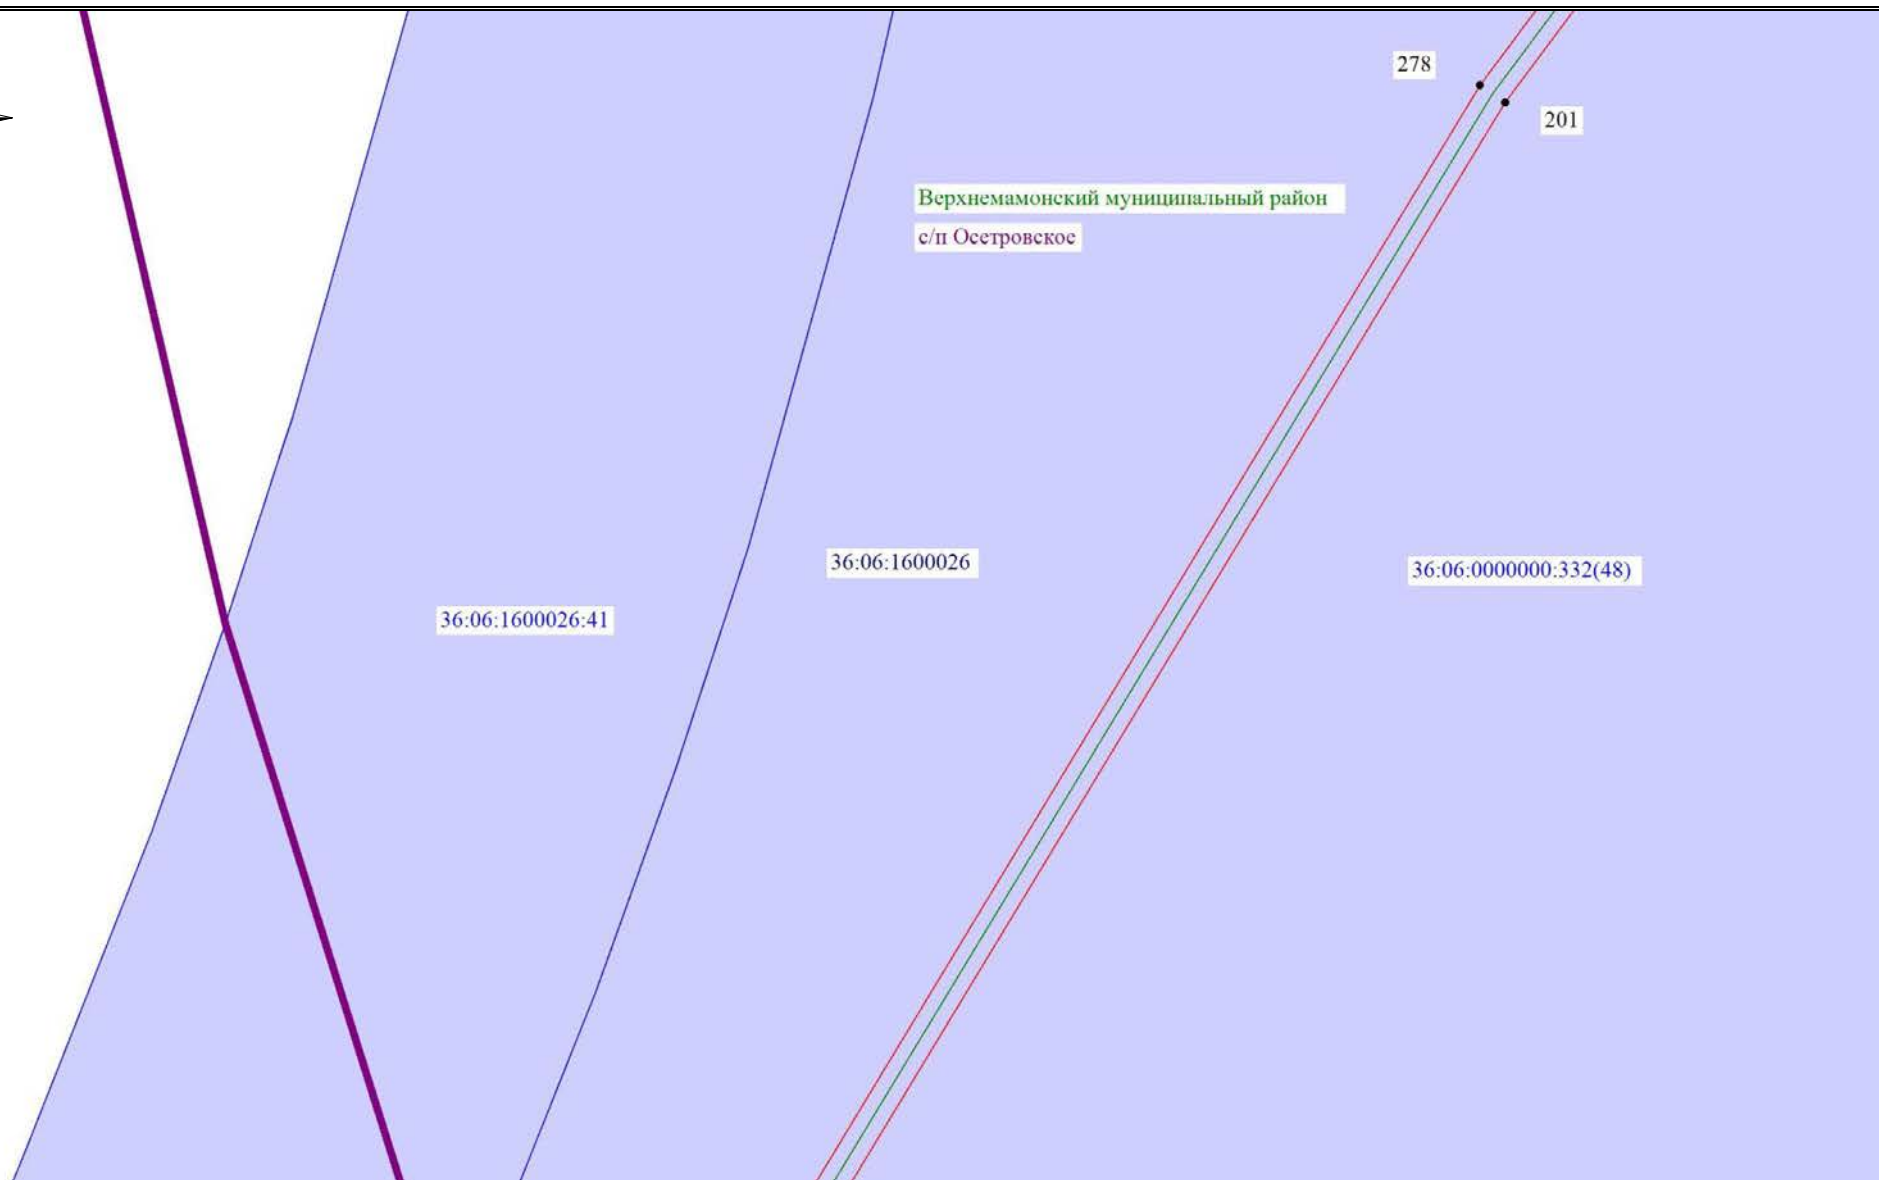 278
201
Верхнемамонский муниципальный район
с/п Осетровское
36:06:1600026
36:06:0000000:332(48)
36:06:1600026:41